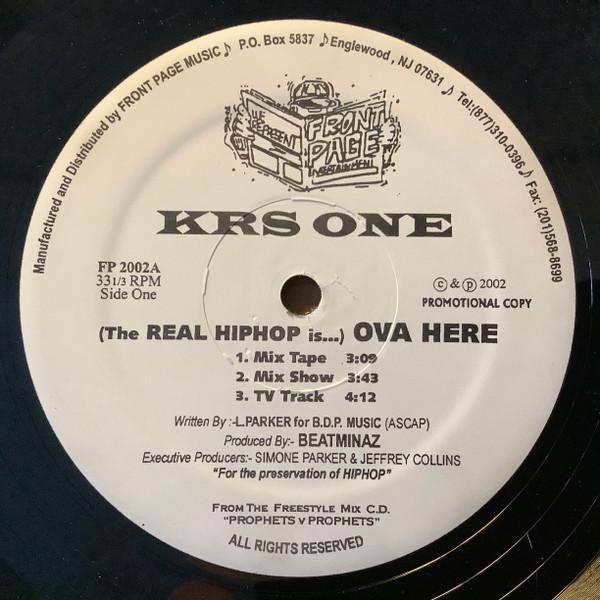 Manufactured and Distributed by FRONT PAGE MUSIC♪ P.O. Box 5837 ♪Englewood, NJ 07631 ♪ Tel:(877)310-0396♪ Fax: (201)568-8699
WE REPRESENT
FRONT PAGE
ENTERTAINMENT
KRS ONE
FP 2002A
33 1/3 RPM
Side One
© & ℗ 2002
PROMOTIONAL COPY
(The REAL HIPHOP is...) OVA HERE
1. Mix Tape 3:09
2. Mix Show 3:43
3. TV Track 4:12
Written By :-L.PARKER for B.D.P. MUSIC (ASCAP)
Produced By:- BEATMINAZ
Executive Producers:- SIMONE PARKER & JEFFREY COLLINS
"For the preservation of HIPHOP"
FROM THE FREESTYLE MIX C.D.
"PROPHETS v PROPHETS"
ALL RIGHTS RESERVED